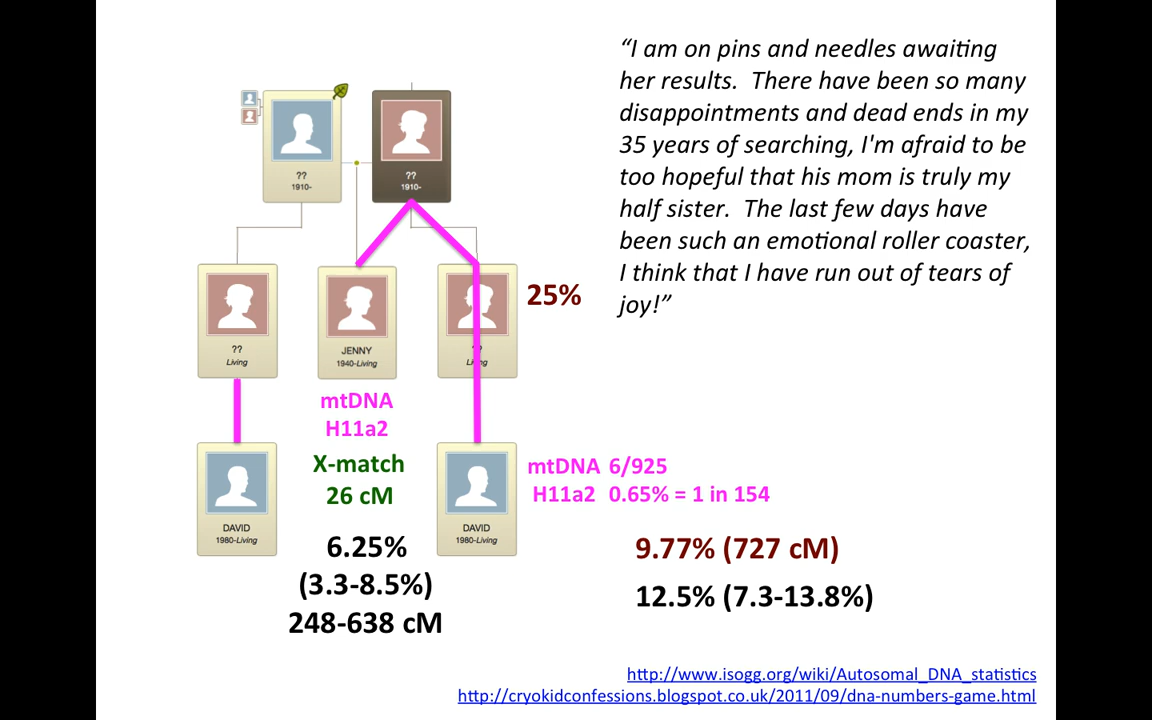 “I am on pins and needles awaiting
her results.  There have been so many
disappointments and dead ends in my
35 years of searching, I'm afraid to be
too hopeful that his mom is truly my
half sister.  The last few days have
been such an emotional roller coaster,
I think that I have run out of tears of
joy!”
??
1910-
??
1910-
25%
??
Living
JENNY
1940-Living
mtDNA
H11a2
X-match
26 cM
DAVID
1980-Living
DAVID
1980-Living
mtDNA 6/925
H11a2 0.65% = 1 in 154
6.25%
(3.3-8.5%)
248-638 cM
9.77% (727 cM)
12.5% (7.3-13.8%)
http://www.isogg.org/wiki/Autosomal_DNA_statistics
http://cryokidconfessions.blogspot.co.uk/2011/09/dna-numbers-game.html